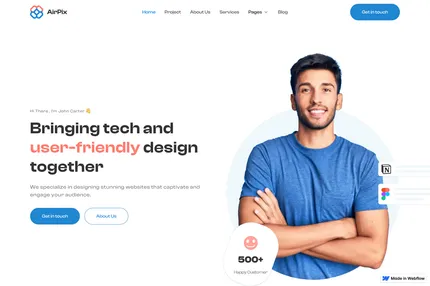 AirPix
Home Project About Us Services Pages Blog
Get in touch
Hi There, I'm John Carter
Bringing tech and
user-friendly design
together
We specialize in designing stunning websites that captivate and
engage your audience.
Get in touch About Us
500+
Happy Customer
Made in Webflow